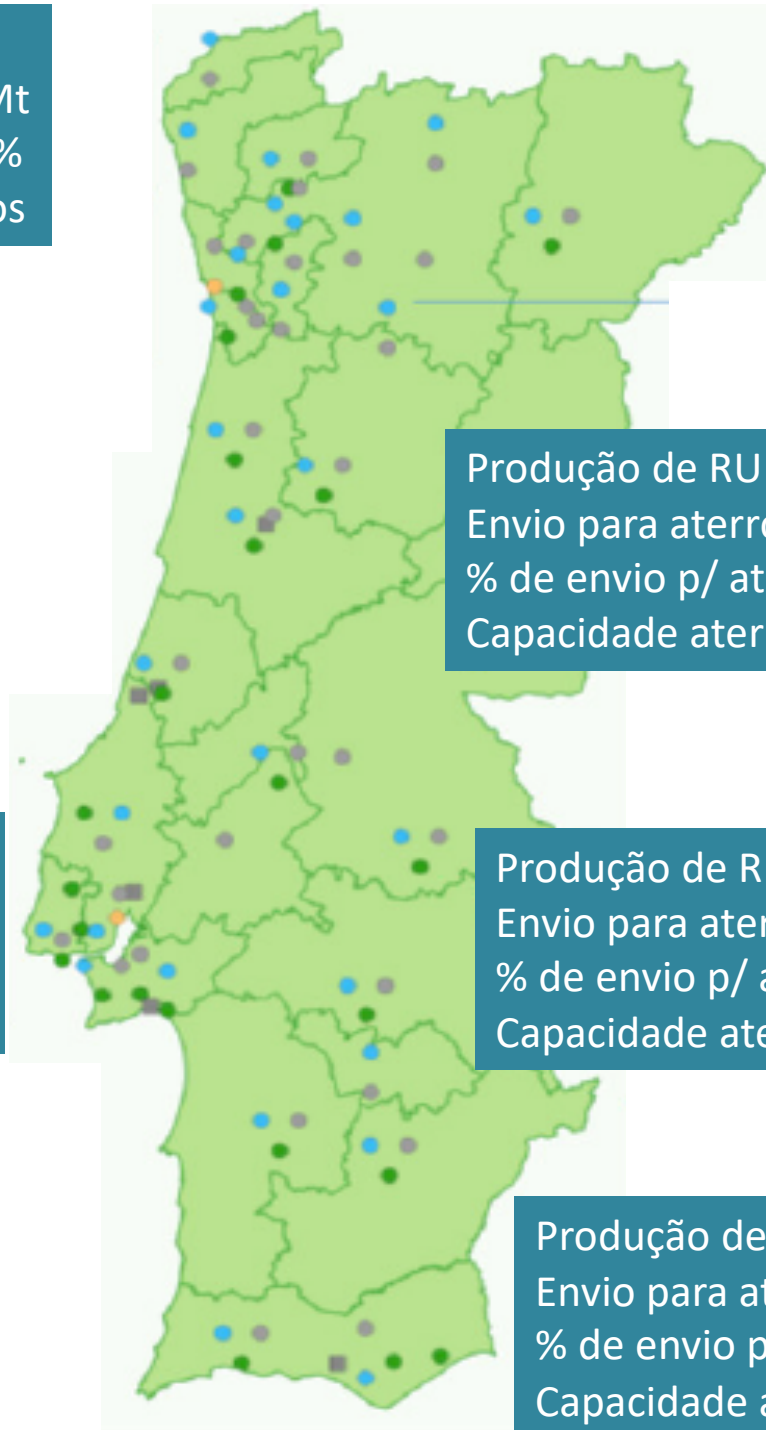 Mt
%
os
Produção de RU
Envio para aterro
% de envio p/ at
Capacidade ater
Produção de R
Envio para ater
% de envio p/ a
Capacidade ate
Produção de
Envio para at
% de envio p
Capacidade a